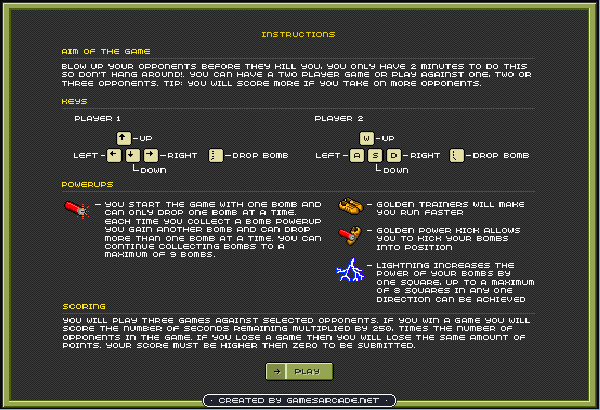 INSTRUCTIONS
AIM OF THE GAME
BLOW UP YOUR OPPONENTS BEFORE THEY KILL YOU, YOU ONLY HAVE 2 MINUTES TO DO THIS
SO DON'T HANG AROUND!. YOU CAN HAVE A TWO PLAYER GAME OR PLAY AGAINST ONE, TWO OR
THREE OPPONENTS. TIP: YOU WILL SCORE MORE IF YOU TAKE ON MORE OPPONENTS.
KEYS
PLAYER 1
UP
LEFT
RIGHT
DROP BOMB
DOWN
PLAYER 2
W UP
LEFT A S D RIGHT
DROP BOMB
DOWN
POWERUPS
YOU START THE GAME WITH ONE BOMB AND
CAN ONLY DROP ONE BOMB AT A TIME.
EACH TIME YOU COLLECT A BOMB POWERUP
YOU GAIN ANOTHER BOMB AND CAN DROP
MORE THAN ONE BOMB AT A TIME. YOU CAN
CONTINUE COLLECTING BOMBS TO A
MAXIMUM OF 9 BOMBS.
GOLDEN TRAINERS WILL MAKE
YOU RUN FASTER
GOLDEN POWER KICK ALLOWS
YOU TO KICK YOUR BOMBS
INTO POSITION
LIGHTNING INCREASES THE
POWER OF YOUR BOMBS BY
ONE SQUARE, UP TO A MAXIMUM
OF 8 SQUARES IN ANY ONE
DIRECTION CAN BE ACHIEVED
SCORING
YOU WILL PLAY THREE GAMES AGAINST SELECTED OPPONENTS. IF YOU WIN A GAME YOU WILL
SCORE THE NUMBER OF SECONDS REMAINING MULTIPLIED BY 250, TIMES THE NUMBER OF
OPPONENTS IN THE GAME. IF YOU LOSE A GAME THEN YOU WILL LOSE THE SAME AMOUNT OF
POINTS. YOUR SCORE MUST BE HIGHER THEN ZERO TO BE SUBMITTED.
PLAY
· CREATED BY GAMESARCADE.NET ·